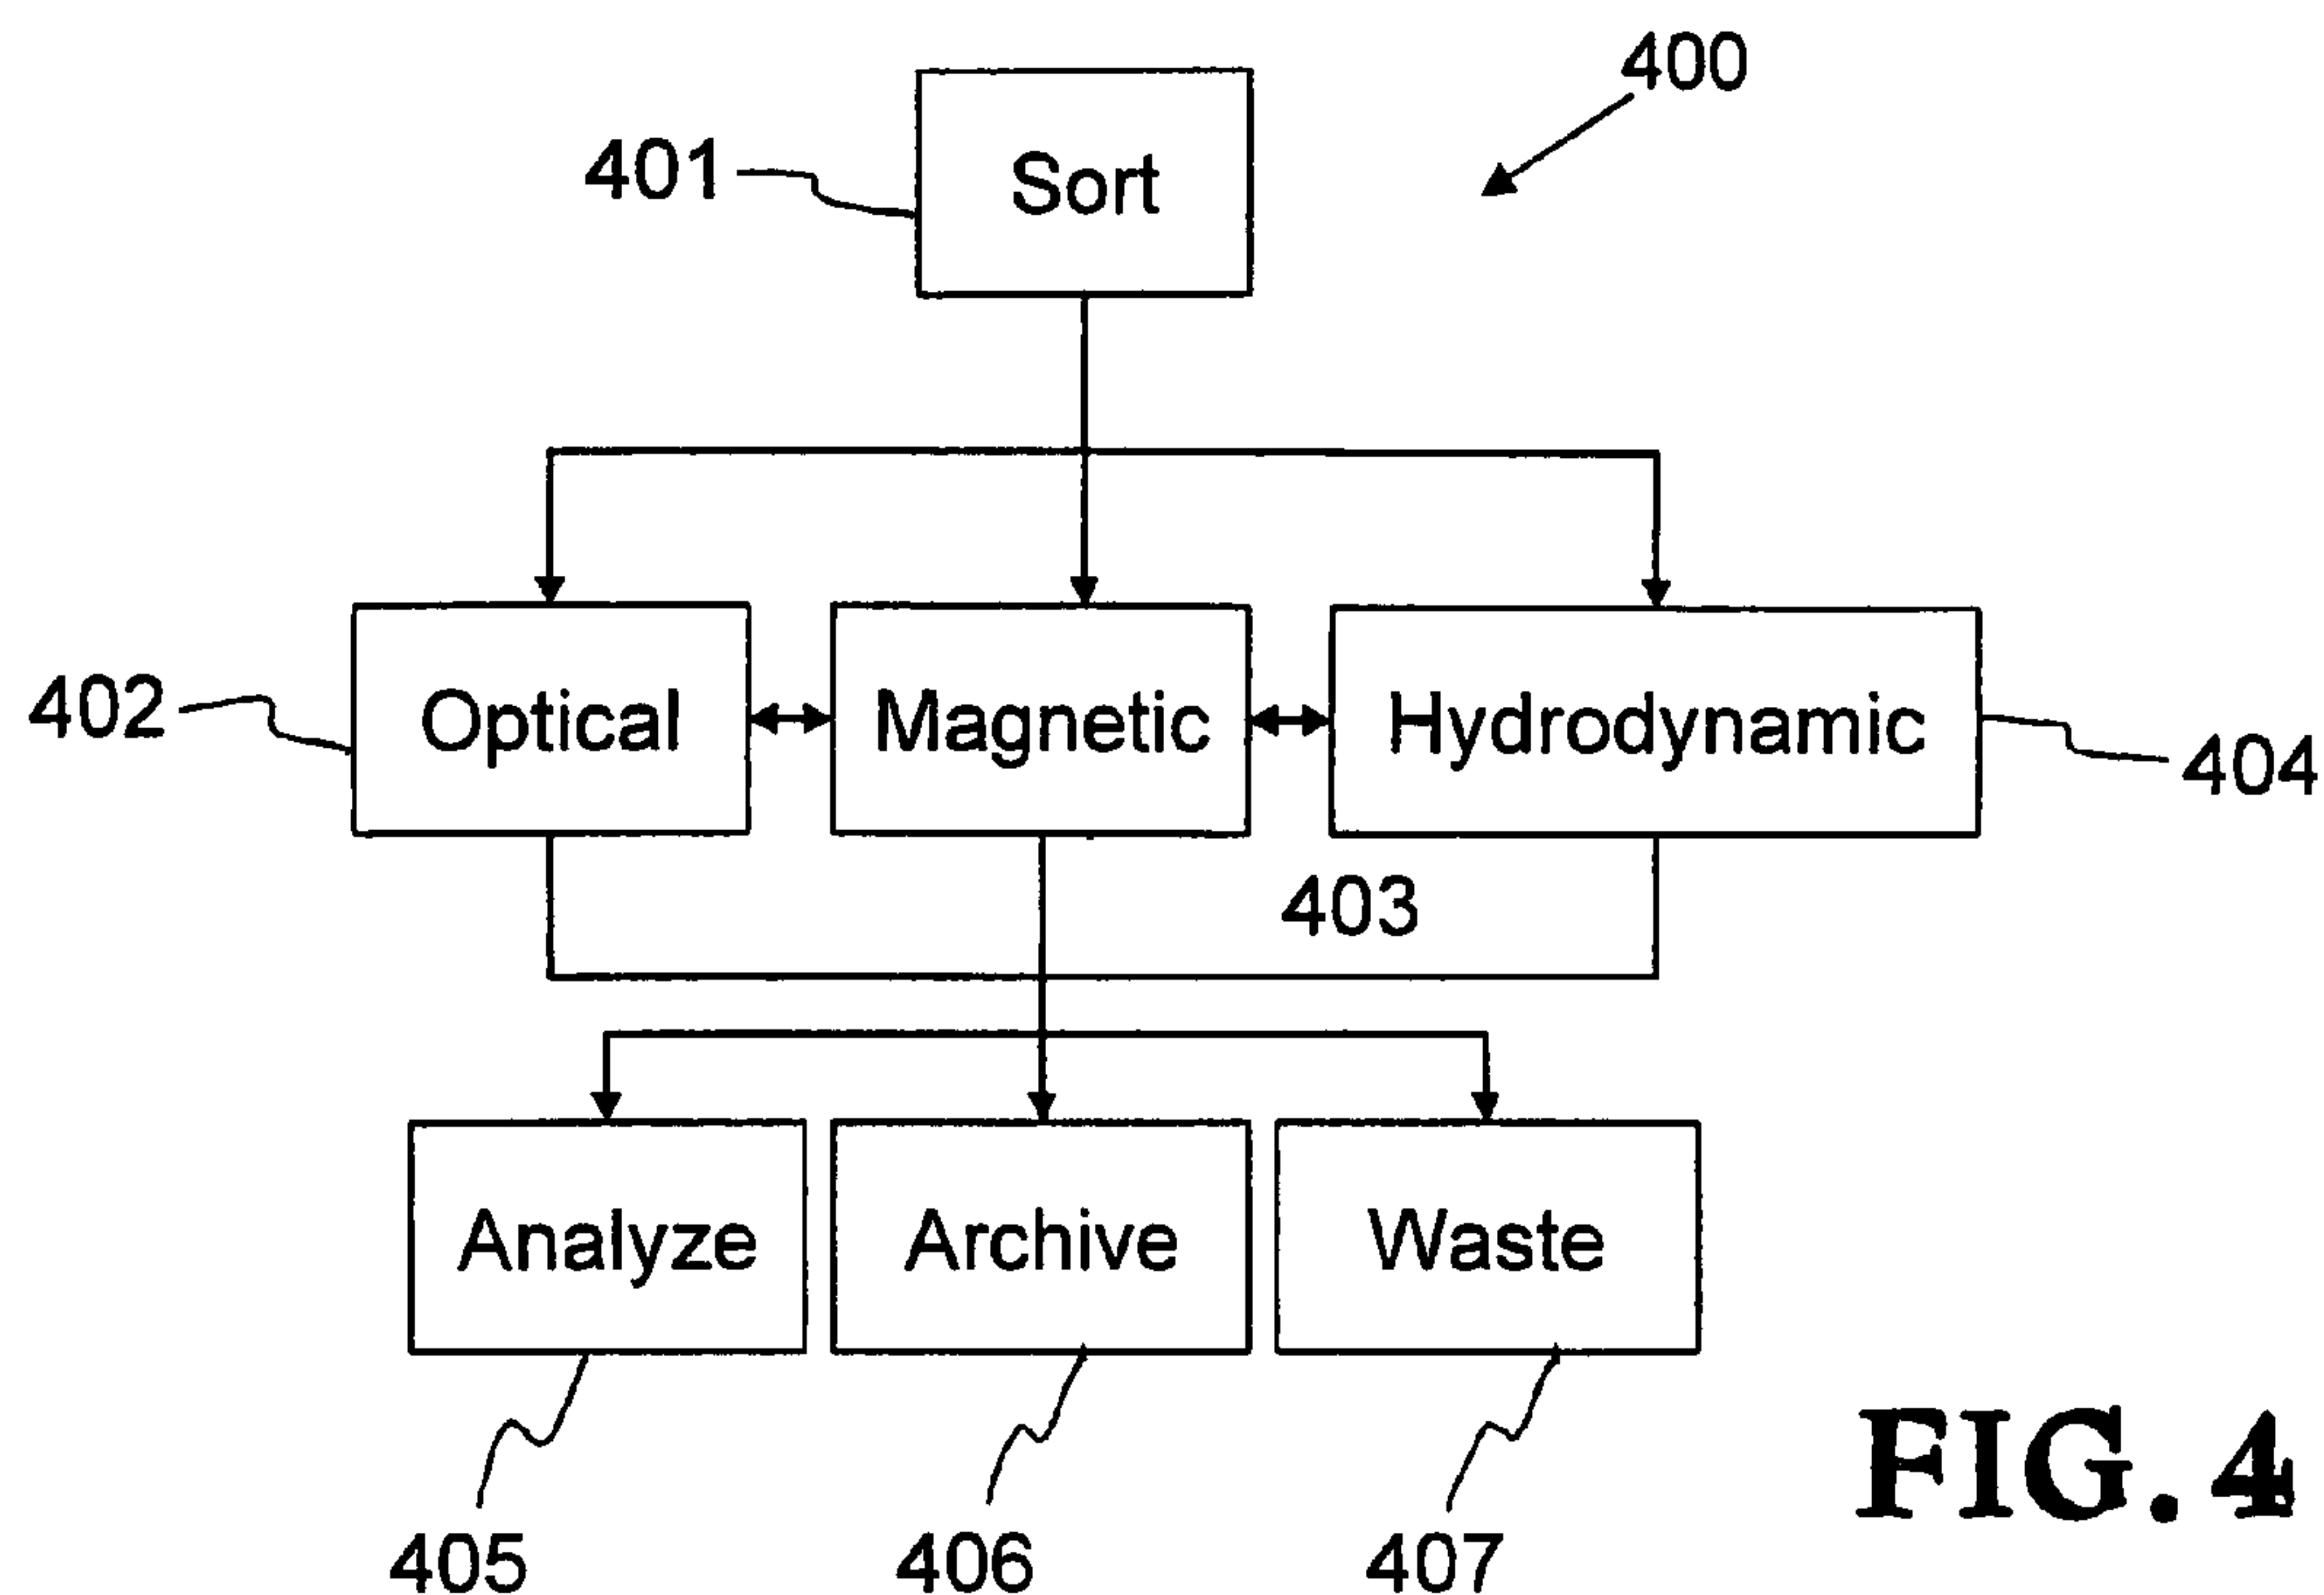 400
401
Sort
402
Optical
Magnetic
Hydrodynamic
404
403
Analyze
Archive
Waste
405
406
407
FIG. 4